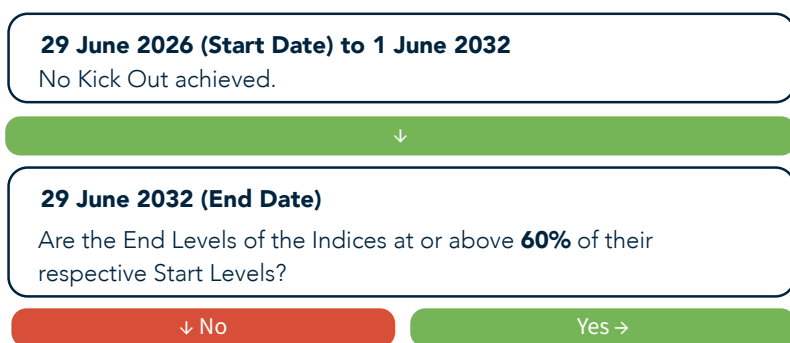 29 June 2026 (Start Date) to 1 June 2032
No Kick Out achieved.
↓
29 June 2032 (End Date)
Are the End Levels of the Indices at or above 60% of their
respective Start Levels?
↓ No
Yes →